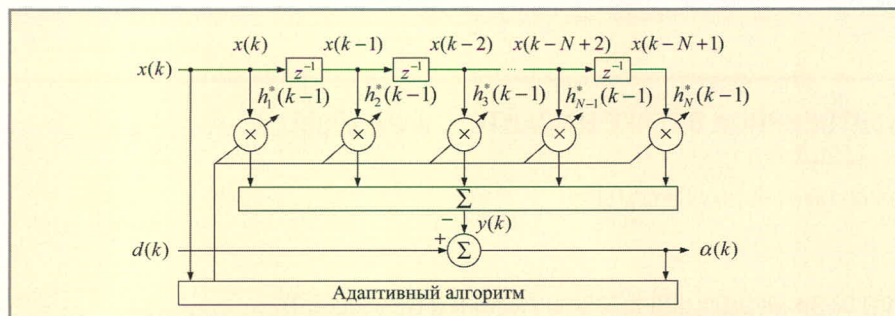 x(k) x(k−1) x(k−2) x(k−N+2) x(k−N+1)
x(k) z⁻¹ z⁻¹ ... z⁻¹
h₁*(k−1) h₂*(k−1) h₃*(k−1) h*_{N−1}(k−1) h*_N(k−1)
× × × × ×
Σ
− y(k)
d(k) + Σ α(k)
Адаптивный алгоритм